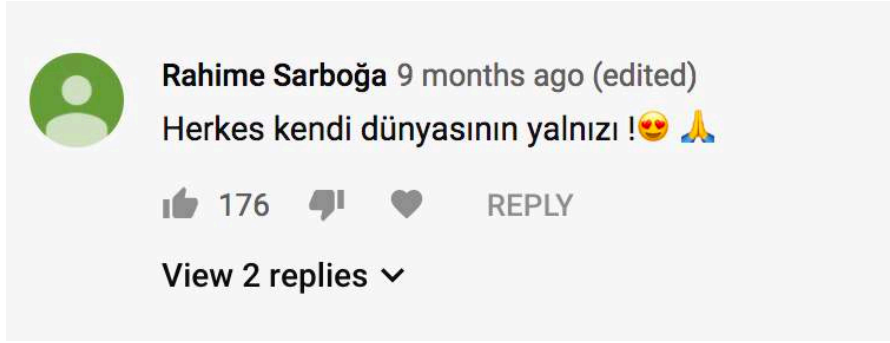 Rahime Sarboğa 9 months ago (edited)
Herkes kendi dünyasının yalnızı !😍 🙏
176 REPLY
View 2 replies